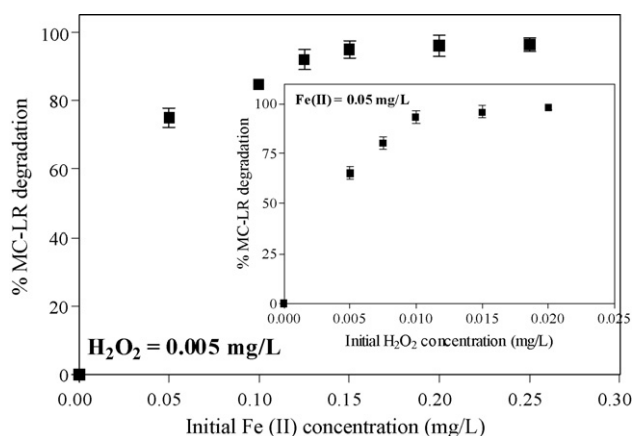 100
80
60
40
20
0
% MC-LR degradation
H₂O₂ = 0.005 mg/L
0.00 0.05 0.10 0.15 0.20 0.25 0.30
Initial Fe (II) concentration (mg/L)
Fe(II) = 0.05 mg/L
100
75
50
25
0
% MC-LR degradation
0.000 0.005 0.010 0.015 0.020 0.025
Initial H₂O₂ concentration (mg/L)